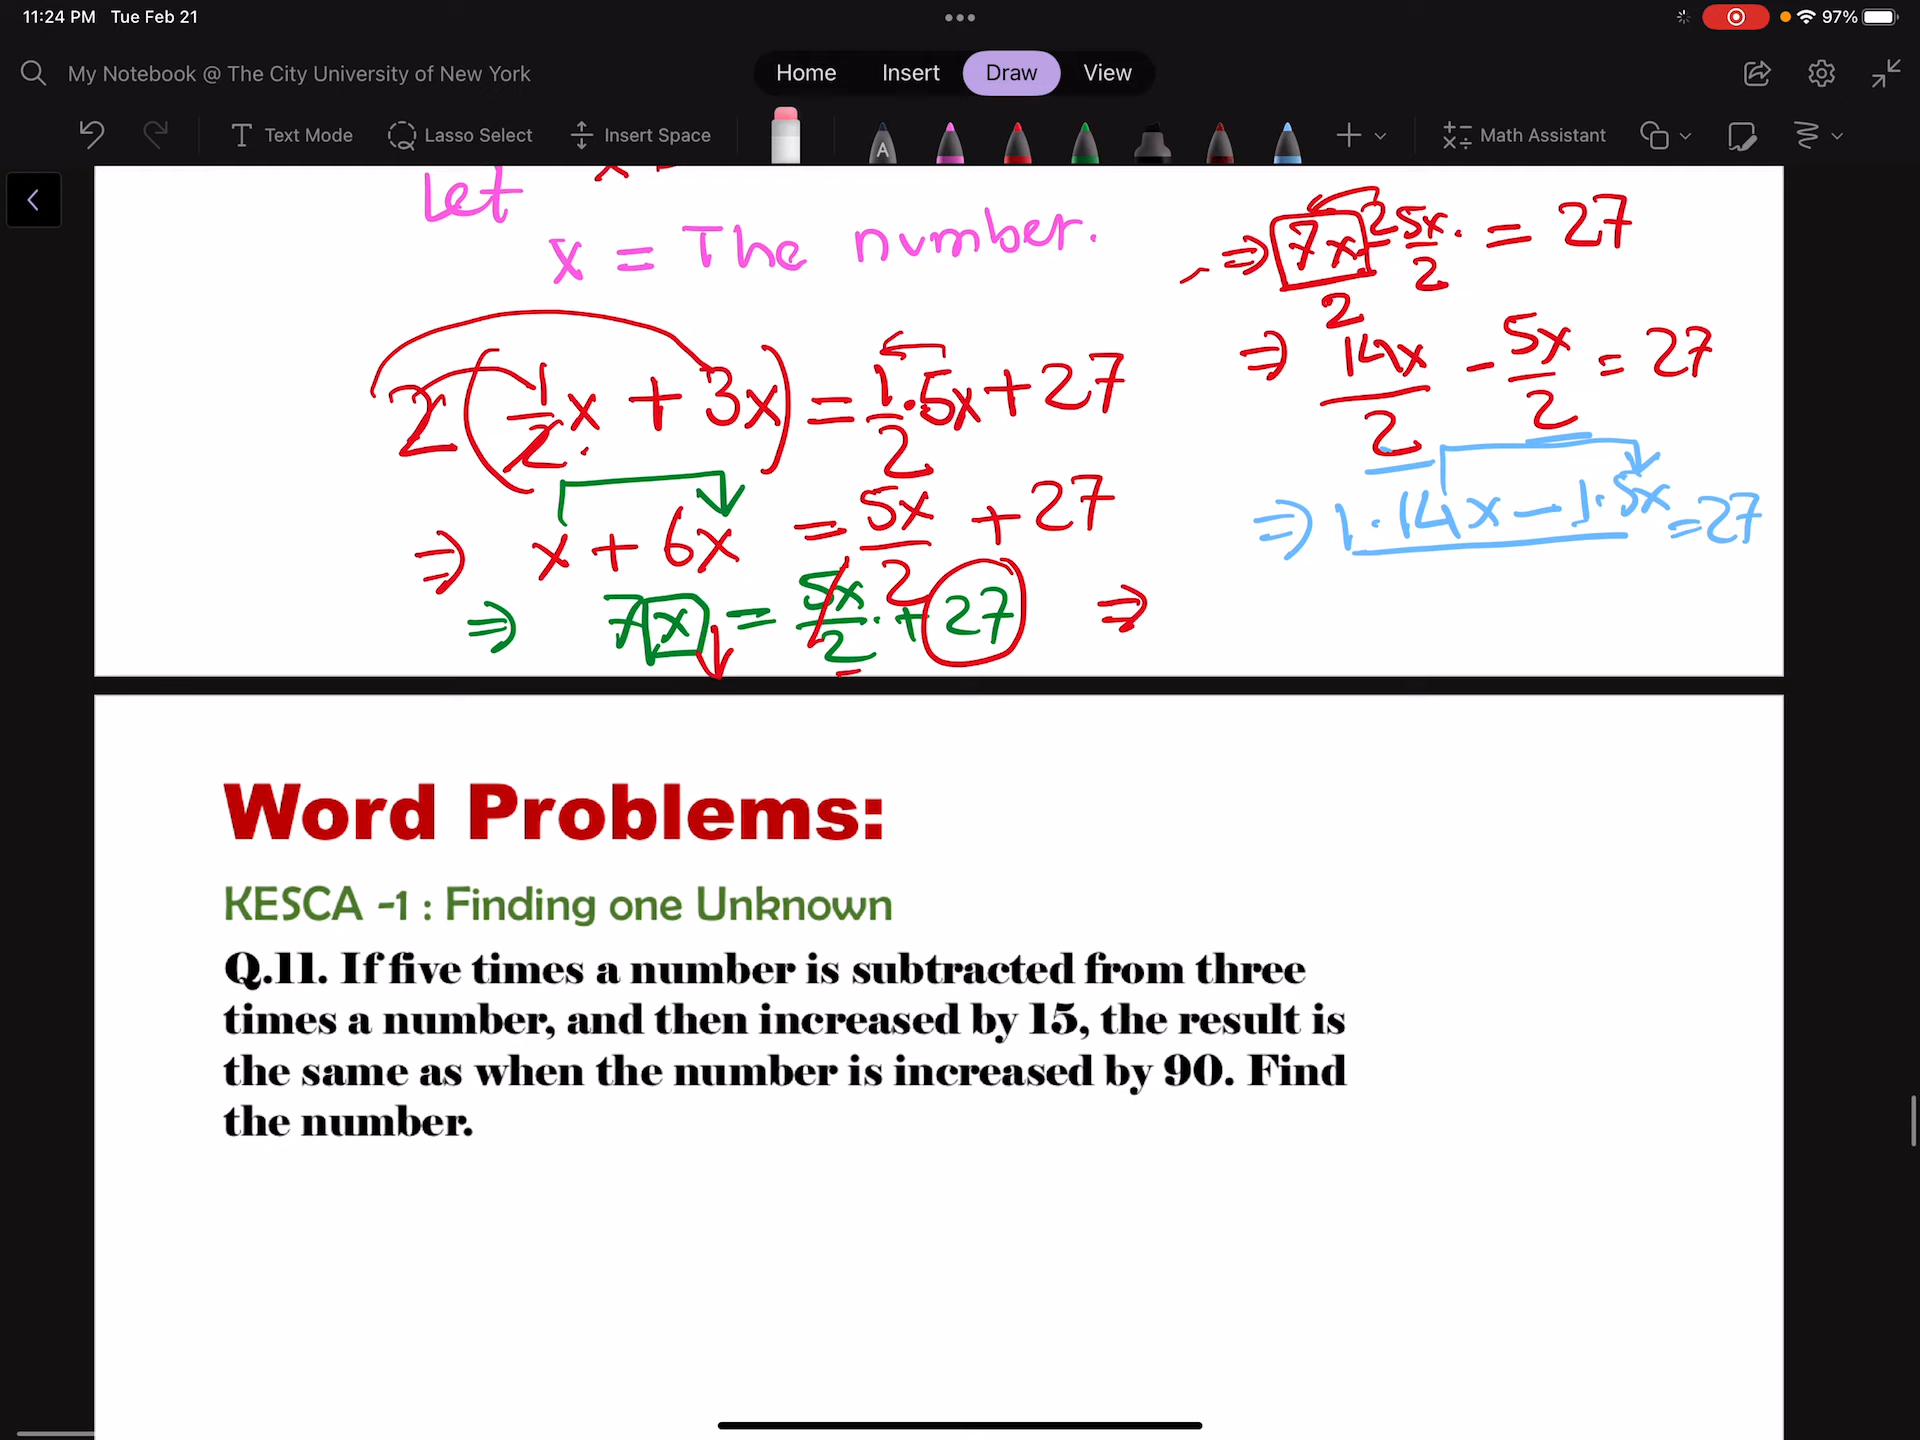 11:24 PM Tue Feb 21
97%
My Notebook @ The City University of New York
Home Insert Draw View
Text Mode Lasso Select Insert Space A Math Assistant
Let
x = The number.
2(1/2 x + 3x) = 1/2 · 5x + 27
⇒ x + 6x = 5x/2 + 27
⇒ 7x = 5x/2 + 27 ⇒
⇒ 7x/2 5x/2 = 27
⇒ 14x/2 - 5x/2 = 27
⇒ 1·14x - 1·5x = 27
Word Problems:
KESCA -1 : Finding one Unknown
Q.11. If five times a number is subtracted from three
times a number, and then increased by 15, the result is
the same as when the number is increased by 90. Find
the number.